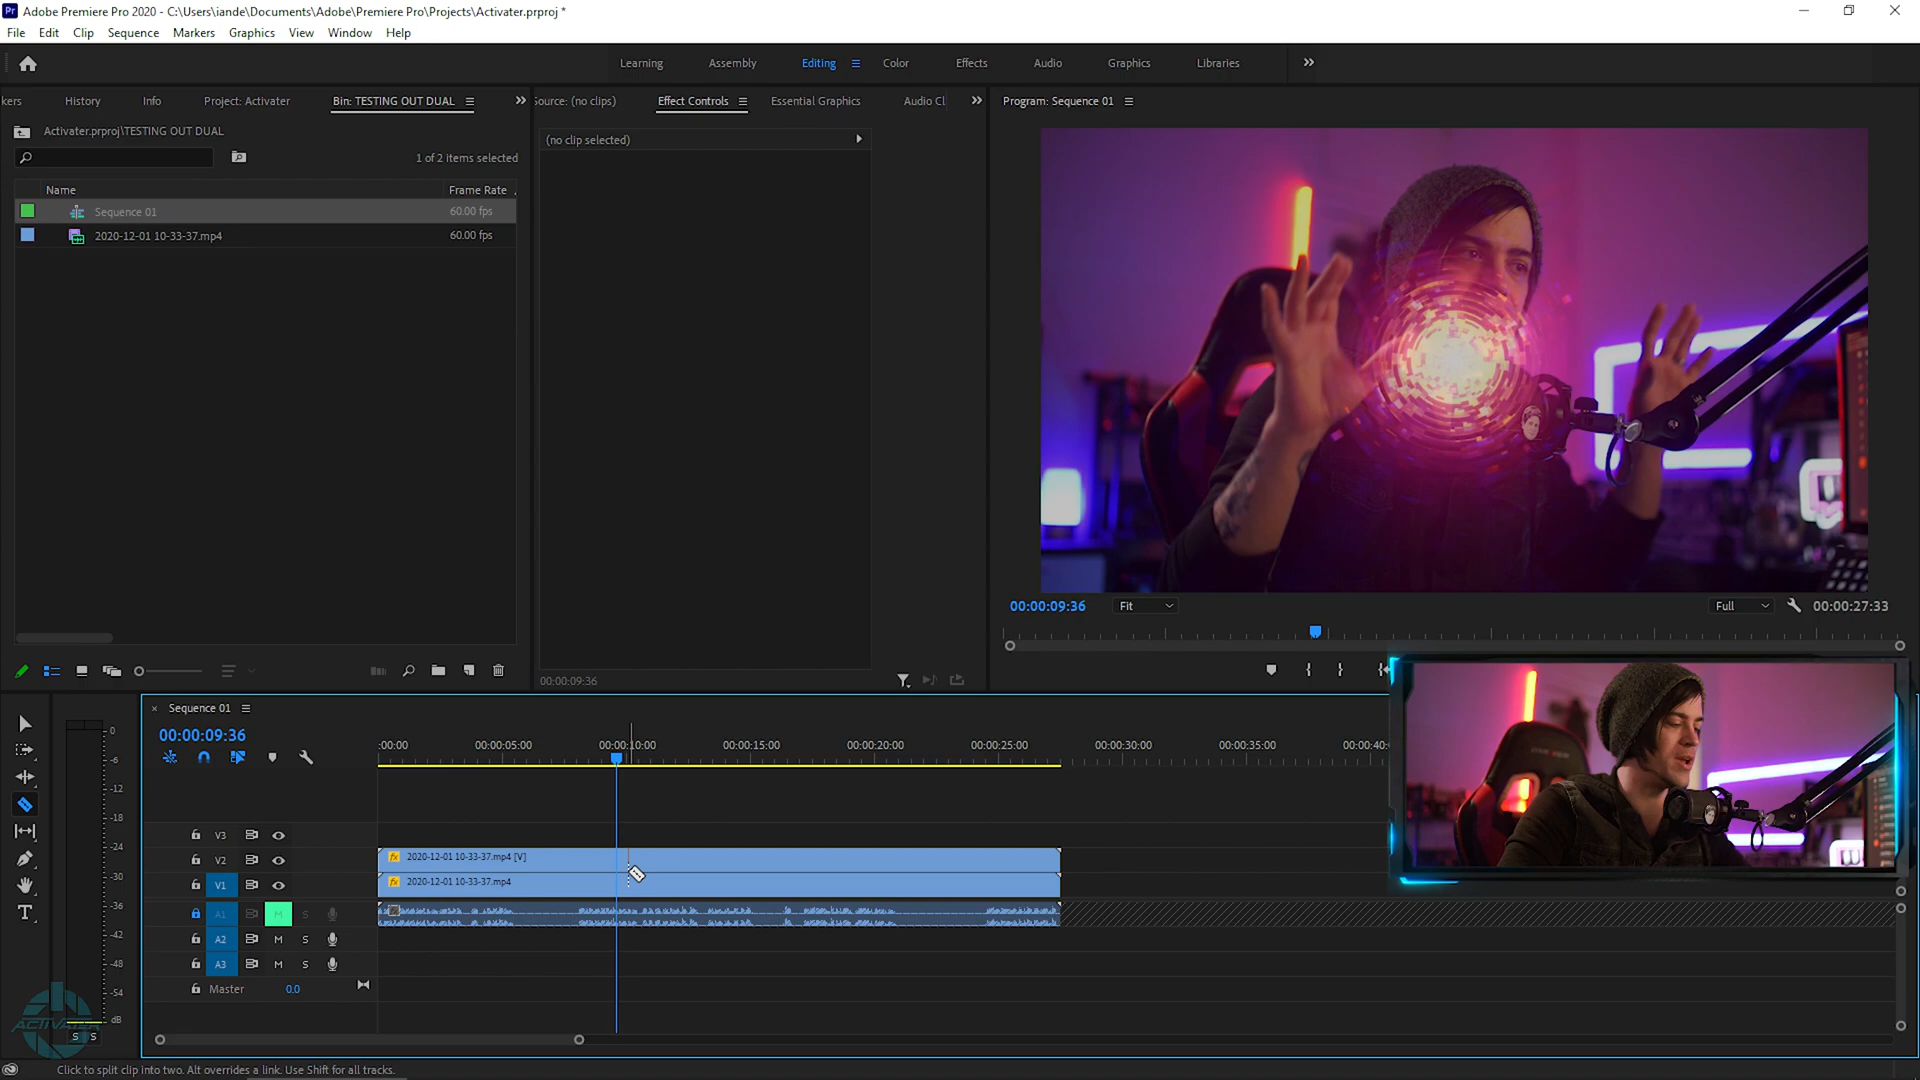 Pr Adobe Premiere Pro 2020 - C:\Users\iande\Documents\Adobe\Premiere Pro\Projects\Activater.prproj *
File Edit Clip Sequence Markers Graphics View Window Help
Learning Assembly Editing Color Effects Audio Graphics Libraries
kers History Info Project: Activater Bin: TESTING OUT DUAL
Source: (no clips) Effect Controls Essential Graphics Audio Cl
Program: Sequence 01
Activater.prproj\TESTING OUT DUAL
(no clip selected)
1 of 2 items selected
Name Frame Rate
Sequence 01 60.00 fps
2020-12-01 10-33-37.mp4 60.00 fps
00:00:09:36 Fit Full 00:00:27:33
00:00:09:36
Sequence 01
00:00:09:36
:00:00 00:00:05:00 00:00:10:00 00:00:15:00 00:00:20:00 00:00:25:00 00:00:30:00 00:00:35:00 00:00:40:
0
-6
-12
-18
-24
-30
-36
-42
-48
-54
dB
S S
V3
V2 fx 2020-12-01 10-33-37.mp4 [V]
V1 fx 2020-12-01 10-33-37.mp4
A1 M S
A2 M S
A3 M S
Master 0.0
ACTIVATER
Click to split clip into two. Alt overrides a link. Use Shift for all tracks.